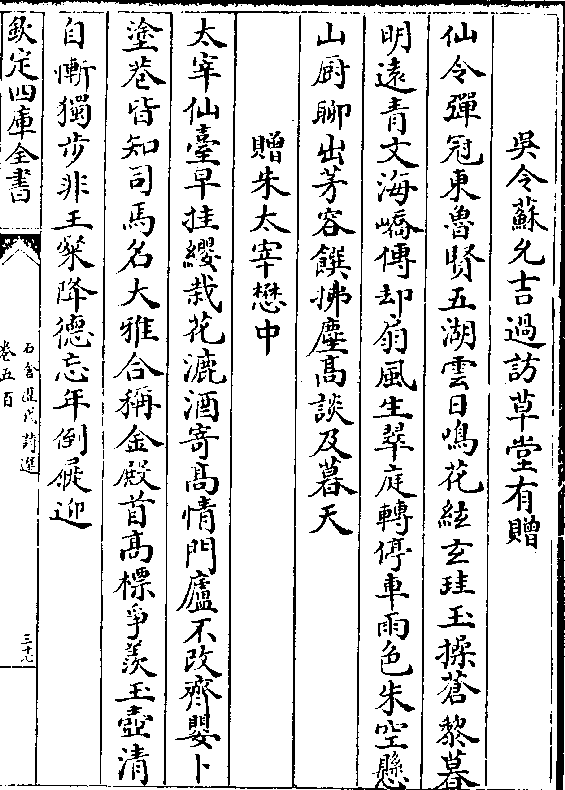 吳令蘇允吉過訪草堂有贈
仙令彈冠東魯賢五湖雲日鳴花絃玄珪玉操蒼黎暮
明遠青文海嶠傳却扇風生翠庭轉停車雨色朱空懸
山厨聊出芳容饌拂塵髙談及暮天
贈朱太宰懋中
太宰仙臺早挂纓栽花漉酒寄髙情門廬不改齊嬰卜
塗巷皆知司馬名大雅合稱金殿首髙標爭羨玉壺清
自慚獨步非王粲降德忘年倒屣迎
欽定四庫全書
石倉歷代詩選
卷五百
三十九